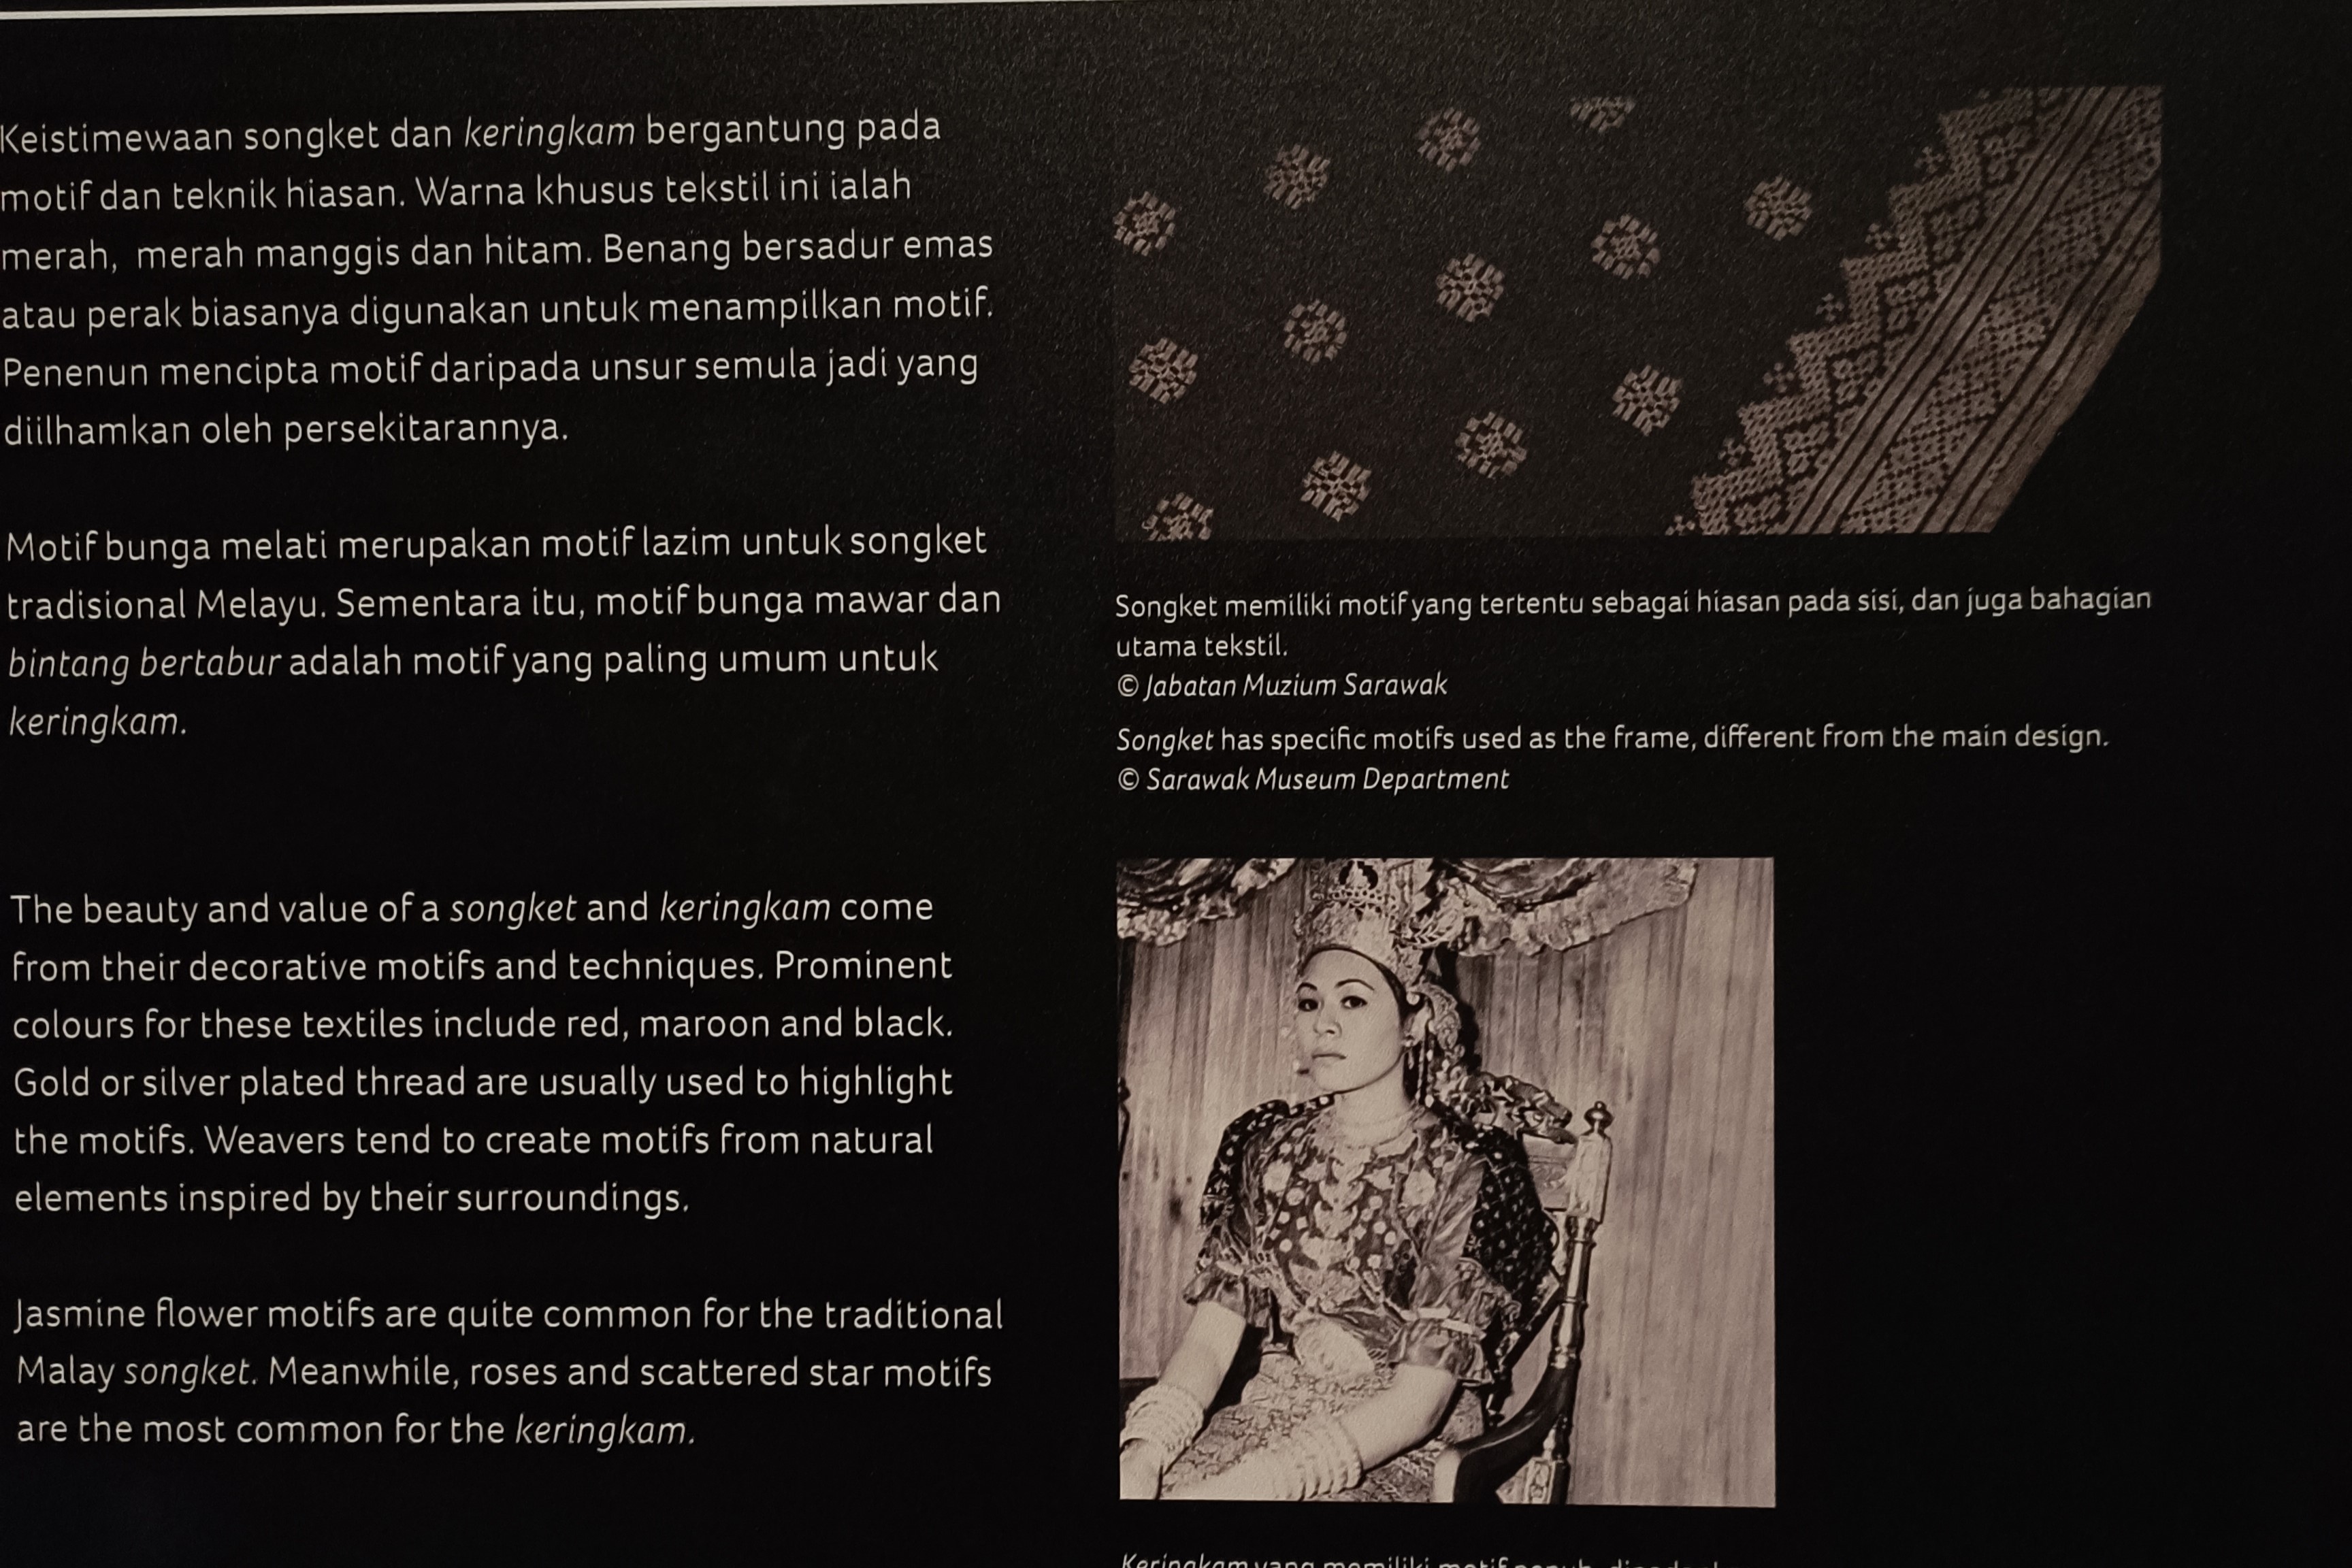 Keistimewaan songket dan keringkam bergantung pada
motif dan teknik hiasan. Warna khusus tekstil ini ialah
merah, merah manggis dan hitam. Benang bersadur emas
atau perak biasanya digunakan untuk menampilkan motif.
Penenun mencipta motif daripada unsur semula jadi yang
diilhamkan oleh persekitarannya.
Motif bunga melati merupakan motif lazim untuk songket
tradisional Melayu. Sementara itu, motif bunga mawar dan
bintang bertabur adalah motif yang paling umum untuk
keringkam.
The beauty and value of a songket and keringkam come
from their decorative motifs and techniques. Prominent
colours for these textiles include red, maroon and black.
Gold or silver plated thread are usually used to highlight
the motifs. Weavers tend to create motifs from natural
elements inspired by their surroundings.
Jasmine flower motifs are quite common for the traditional
Malay songket. Meanwhile, roses and scattered star motifs
are the most common for the keringkam.
Songket memiliki motif yang tertentu sebagai hiasan pada sisi, dan juga bahagian
utama tekstil.
© Jabatan Muzium Sarawak
Songket has specific motifs used as the frame, different from the main design.
© Sarawak Museum Department
Keringkam yang memiliki motif